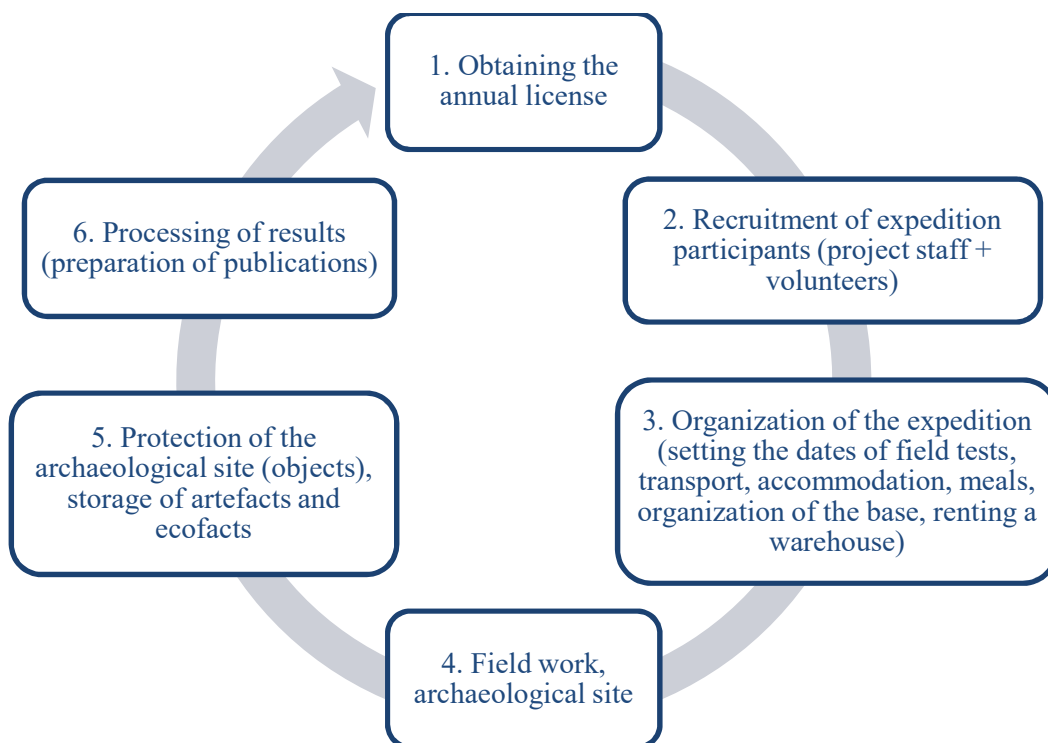 1. Obtaining the
annual license
2. Recruitment of expedition
participants (project staff +
volunteers)
3. Organization of the expedition
(setting the dates of field tests,
transport, accommodation, meals,
organization of the base, renting a
warehouse)
4. Field work,
archaeological site
5. Protection of the
archaeological site (objects),
storage of artefacts and
ecofacts
6. Processing of results
(preparation of publications)